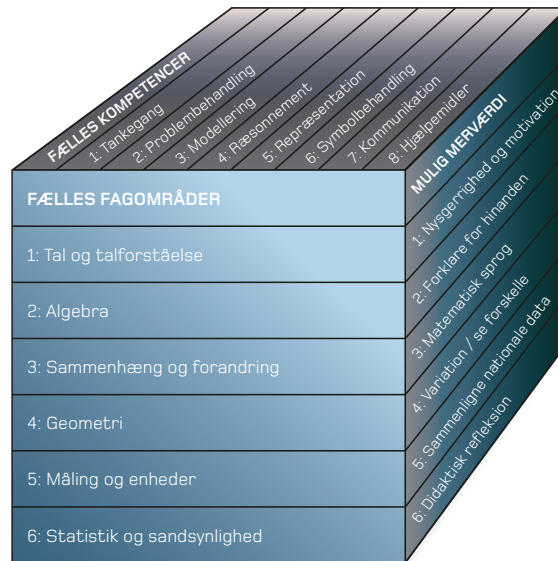 FÆLLES KOMPETENCER
1: Tankegang
2: Problembehandling
3: Modellering
4: Ræsonnement
5: Repræsentation
6: Symbolbehandling
7: Kommunikation
8: Hjælpemidler
FÆLLES FAGOMRÅDER
1: Tal og talforståelse
2: Algebra
3: Sammenhæng og forandring
4: Geometri
5: Måling og enheder
6: Statistik og sandsynlighed
MULIG MERVÆRDI
1: Nysgerrighed og motivation
2: Forklare for hinanden
3: Matematisk sprog
4: Variation / se forskelle
5: Sammenligne nationale data
6: Didaktisk refleksion